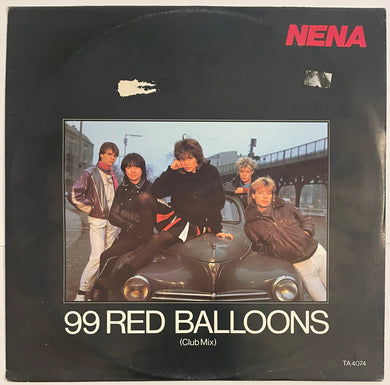 NENA
99 RED BALLOONS
(Club Mix)
TA 4074